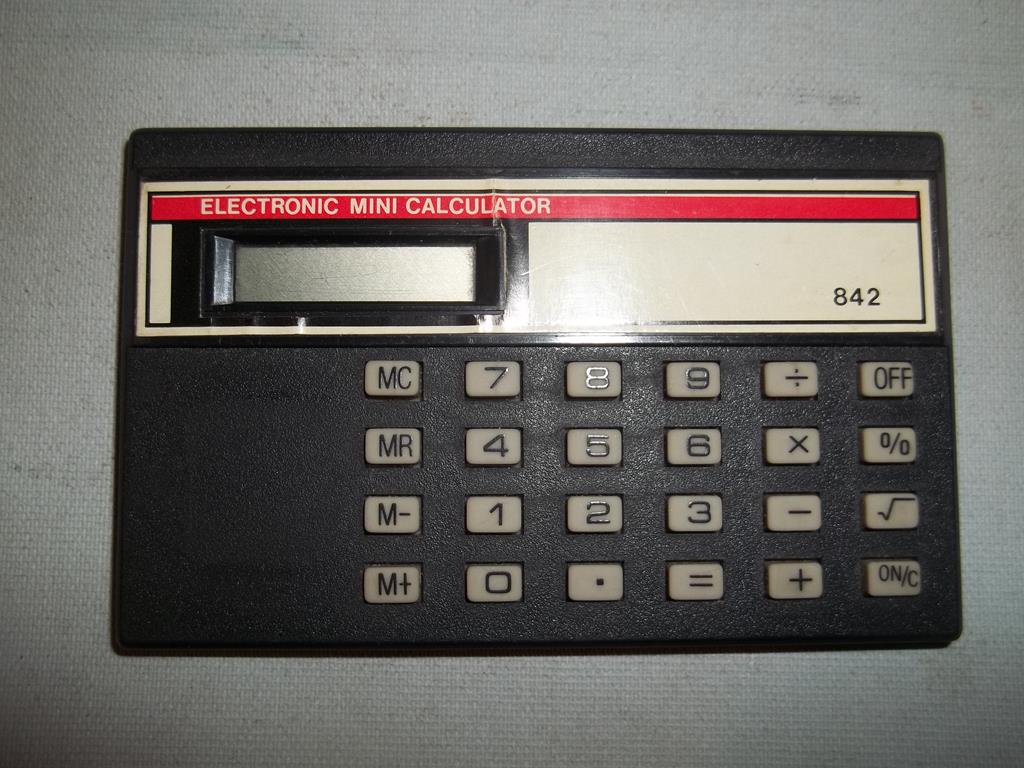 ELECTRONIC MINI CALCULATOR
842
MC 7 8 9 ÷ OFF
MR 4 5 6 × %
M- 1 2 3 − √
M+ 0 . = + ON/C